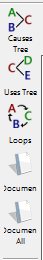 A
B
C
Causes
Tree
C
D
E
Uses Tree
A
B
C
Loops
Documen
Documen
All